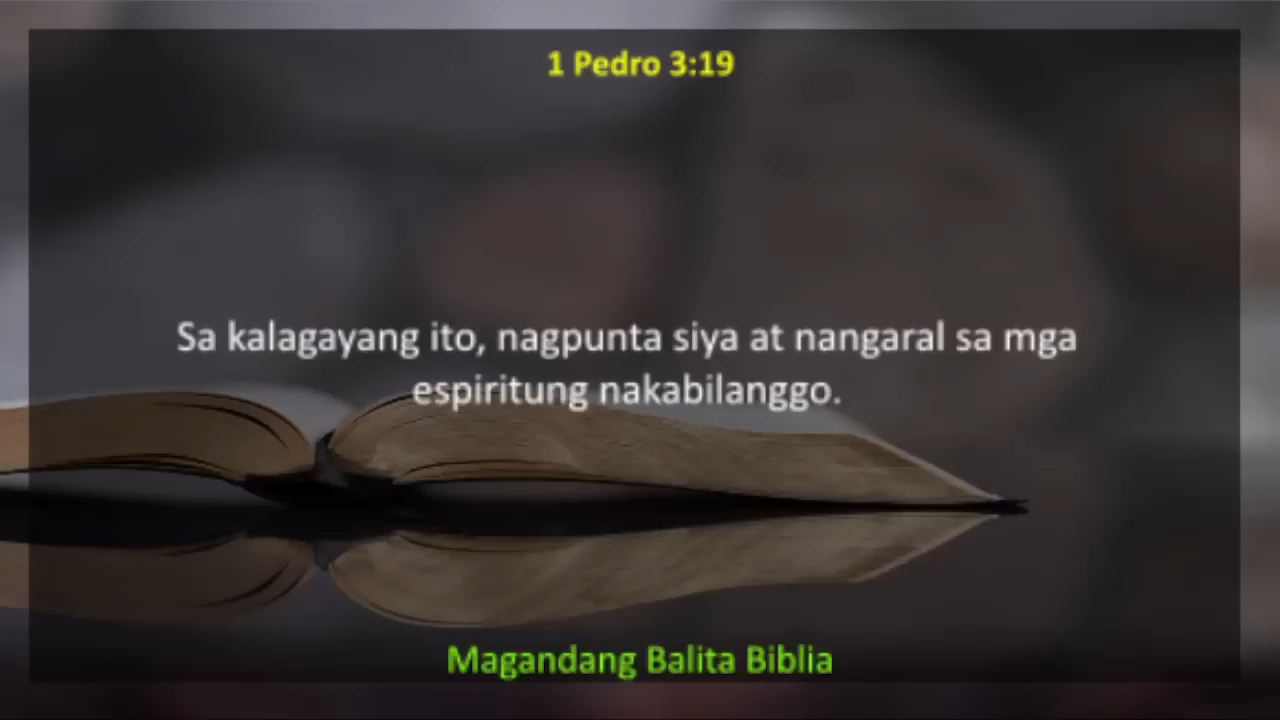 1 Pedro 3:19
Sa kalagayang ito, nagpunta siya at nangaral sa mga
espiritung nakabilanggo.
Magandang Balita Biblia